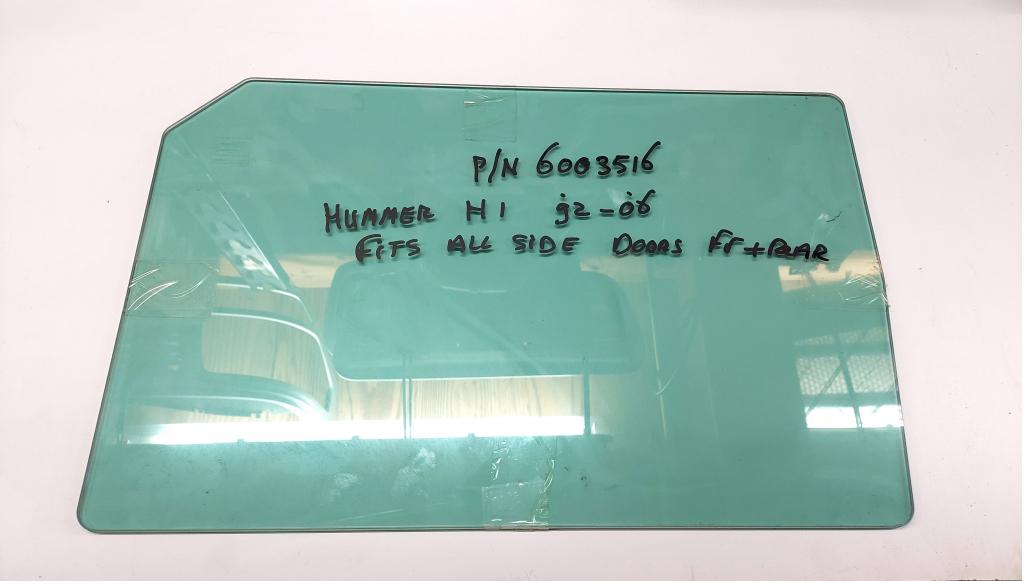 P/N 6003516
HUMMER H1 92-06
FITS ALL SIDE DOORS FT+REAR